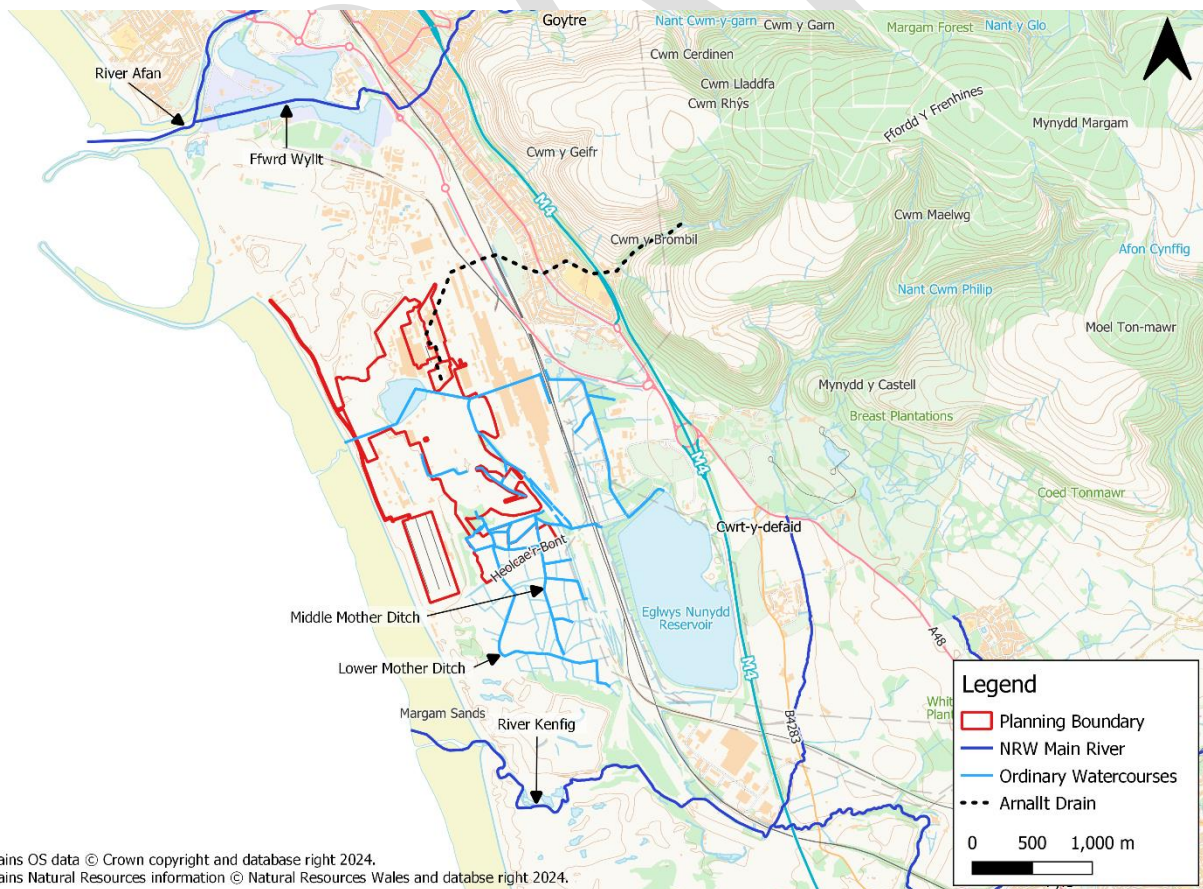 Goytre
Nant Cwm-y-garn
Cwm y Garn
Margam Forest
Nant y Glo
Cwm Cerdinen
River Afan
Cwm Lladdfa
Cwm Rhŷs
Ffordd Y Frenhines
Mynydd Margam
Ffwrd Wyllt
Cwm y Geifr
M4
Cwm Maelwg
Cwm y Brombil
Afon Cynffig
Nant Cwm Philip
Moel Ton-mawr
Mynydd y Castell
Breast Plantations
M4
Coed Tonmawr
Cwrt-y-defaid
Heolcae'r-Bont
Middle Mother Ditch
Eglwys Nunydd
Reservoir
A48
Lower Mother Ditch
M4
Margam Sands
River Kenfig
B4283
Legend
Planning Boundary
NRW Main River
Ordinary Watercourses
Arnallt Drain
0 500 1,000 m
ains OS data © Crown copyright and database right 2024.
ains Natural Resources information © Natural Resources Wales and databse right 2024.